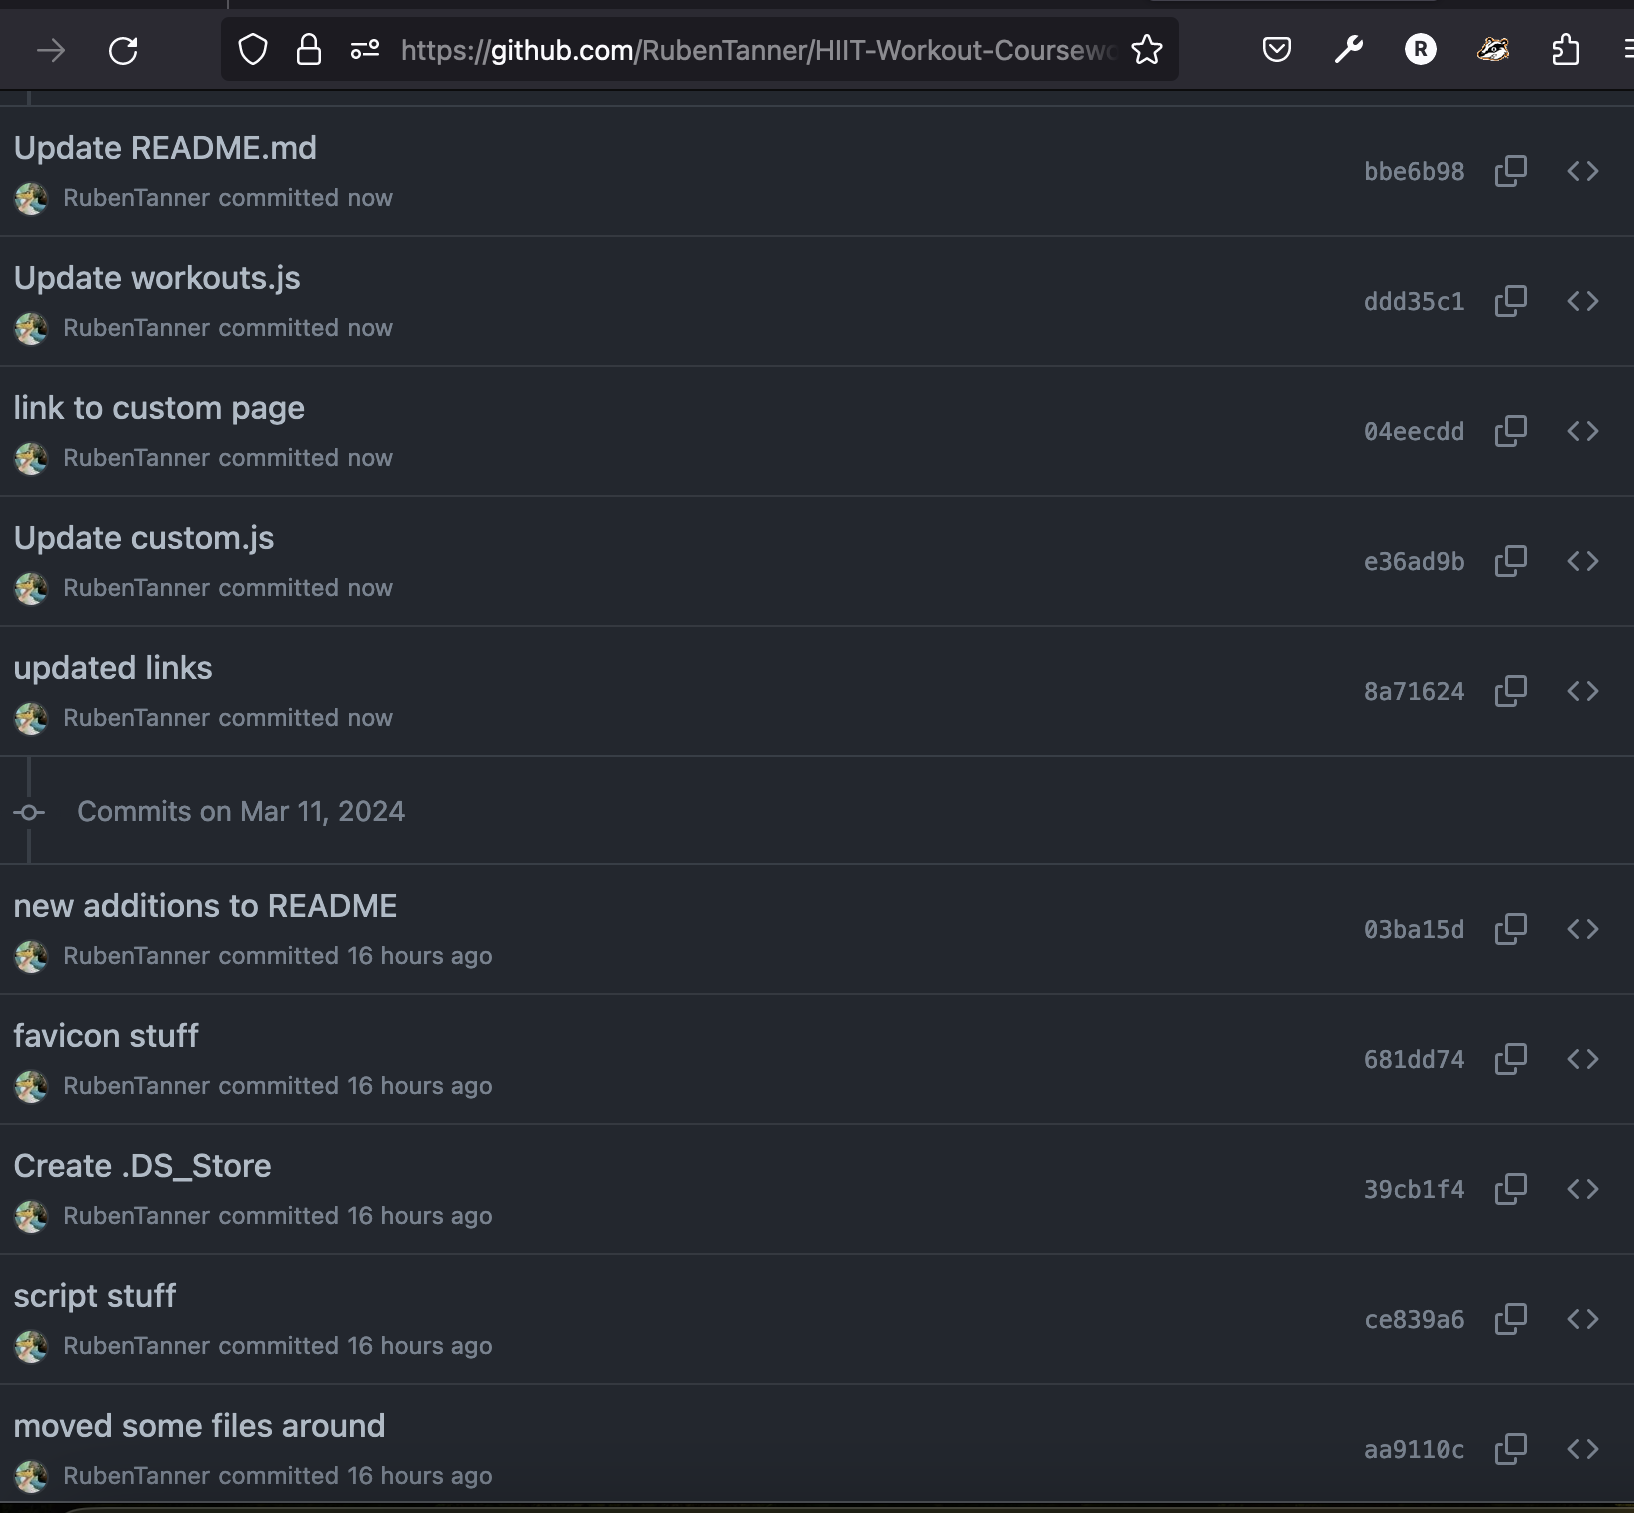 https://github.com/RubenTanner/HIIT-Workout-Coursewo
R
Update README.md
RubenTanner committed now
bbe6b98
Update workouts.js
RubenTanner committed now
ddd35c1
link to custom page
RubenTanner committed now
04eecdd
Update custom.js
RubenTanner committed now
e36ad9b
updated links
RubenTanner committed now
8a71624
Commits on Mar 11, 2024
new additions to README
RubenTanner committed 16 hours ago
03ba15d
favicon stuff
RubenTanner committed 16 hours ago
681dd74
Create .DS_Store
RubenTanner committed 16 hours ago
39cb1f4
script stuff
RubenTanner committed 16 hours ago
ce839a6
moved some files around
RubenTanner committed 16 hours ago
aa9110c